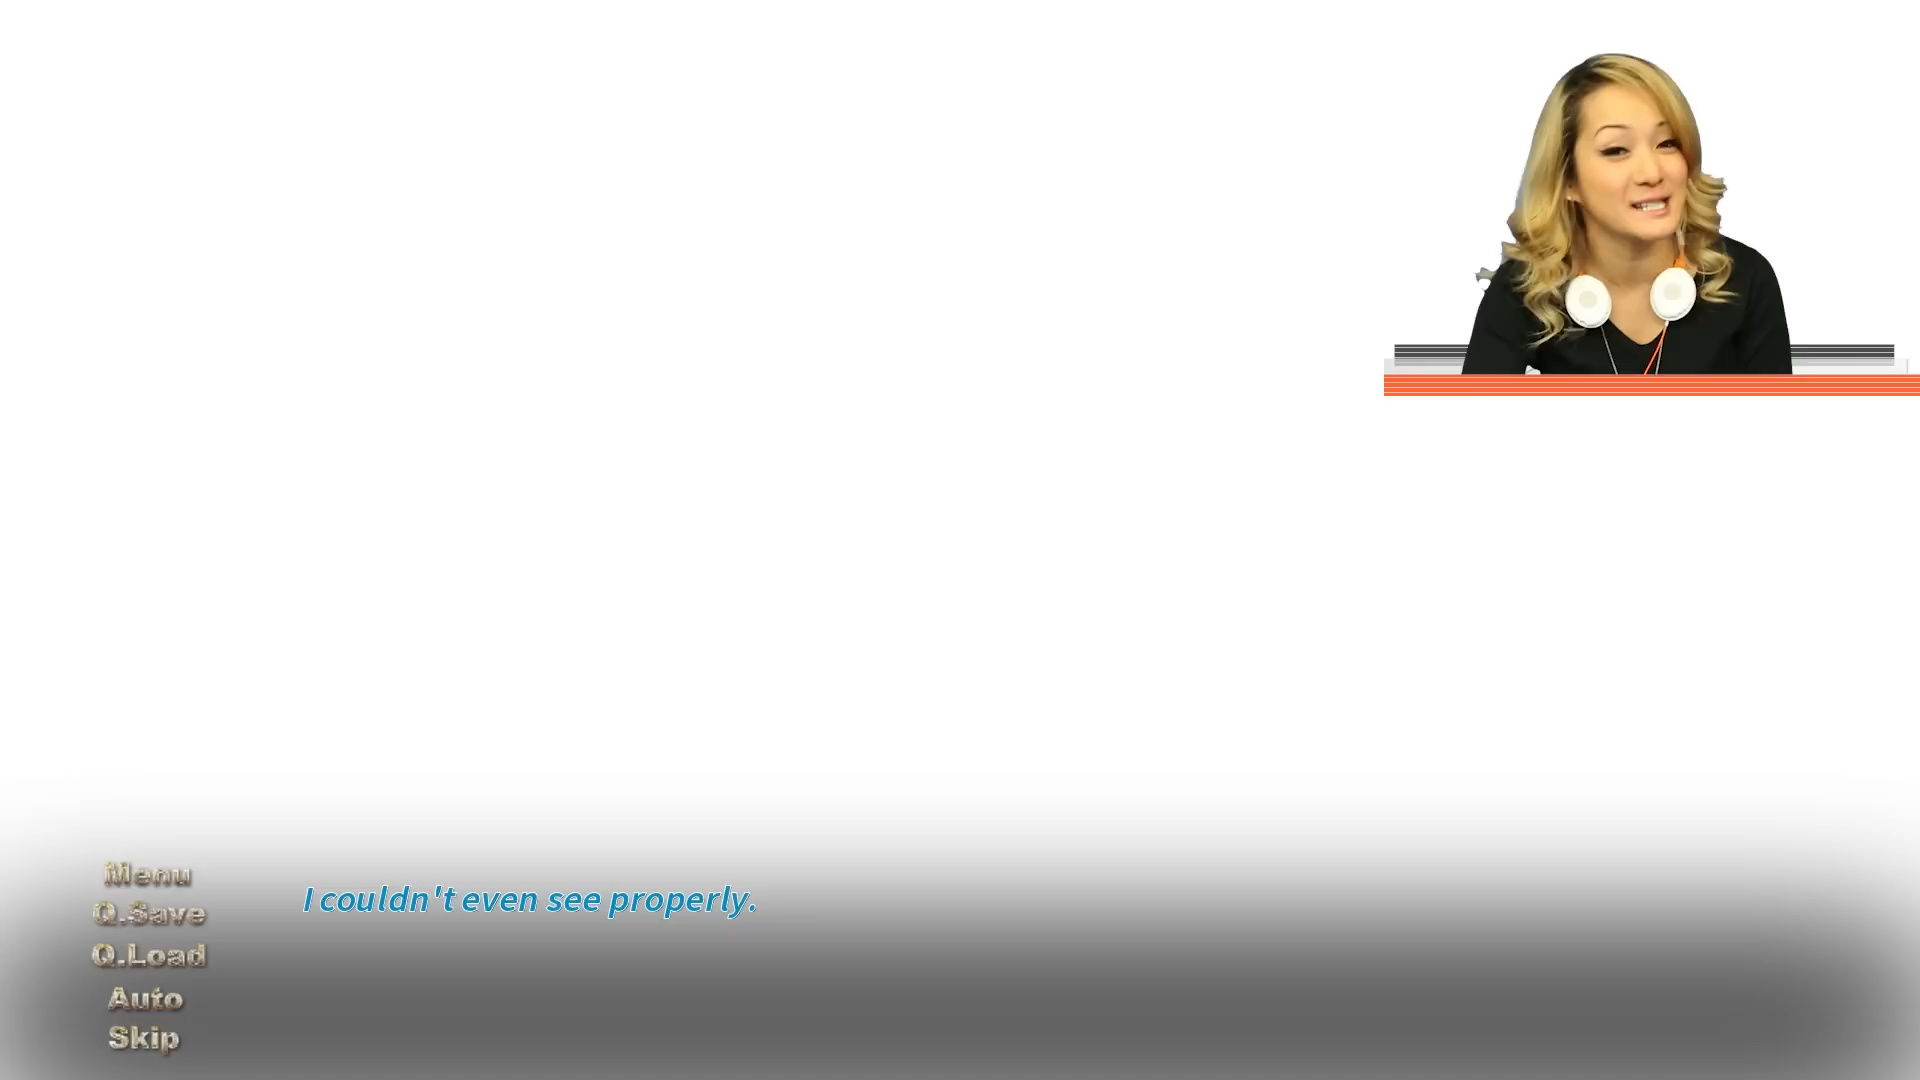 Menu
Q.Save
Q.Load
Auto
Skip
I couldn't even see properly.